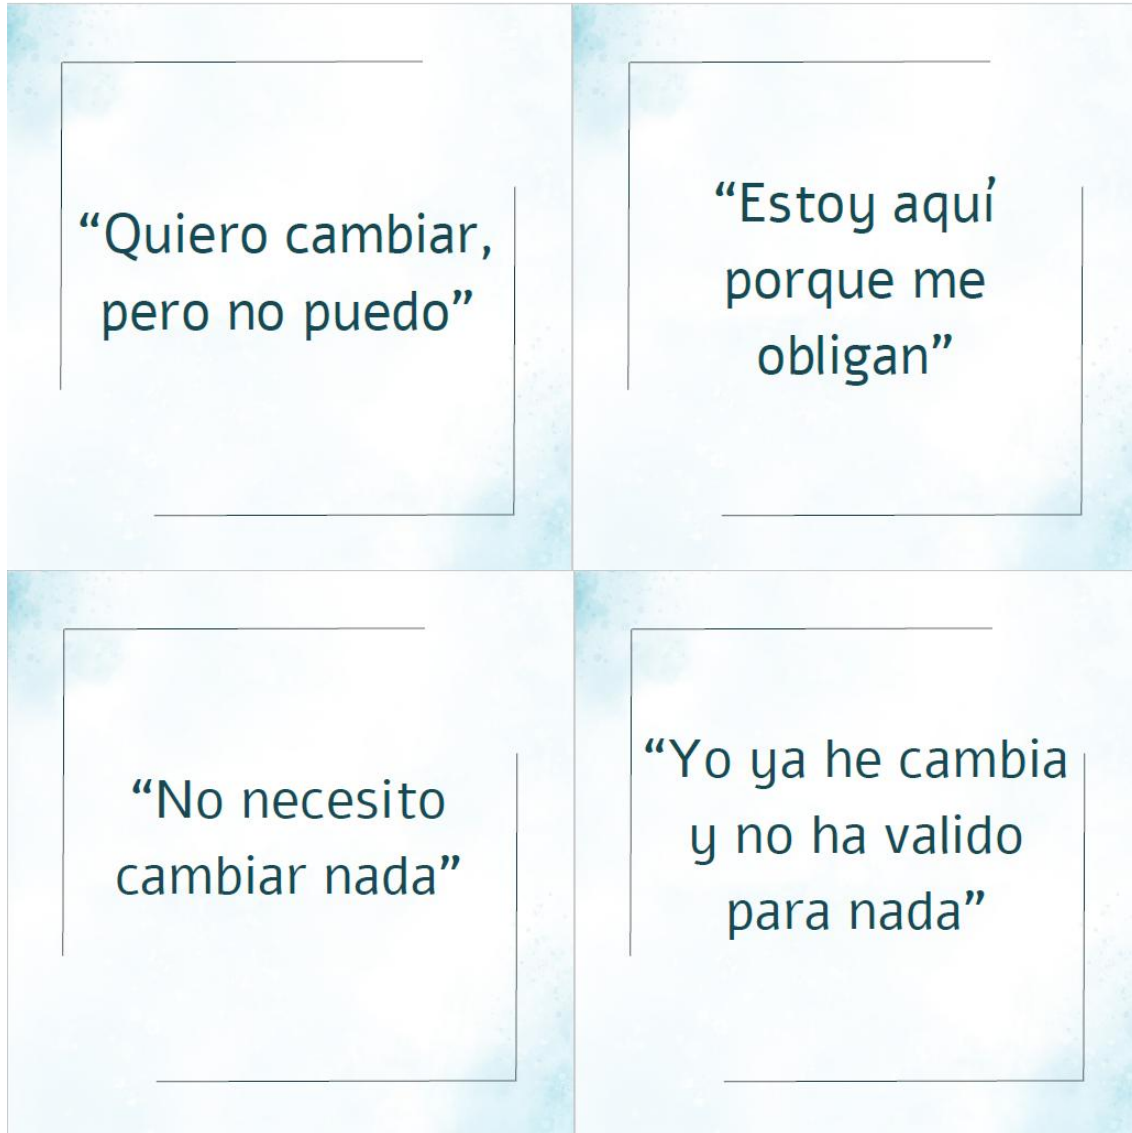 “Quiero cambiar,
pero no puedo”
“Estoy aquí
porque me
obligan”
“No necesito
cambiar nada”
“Yo ya he cambia
y no ha valido
para nada”